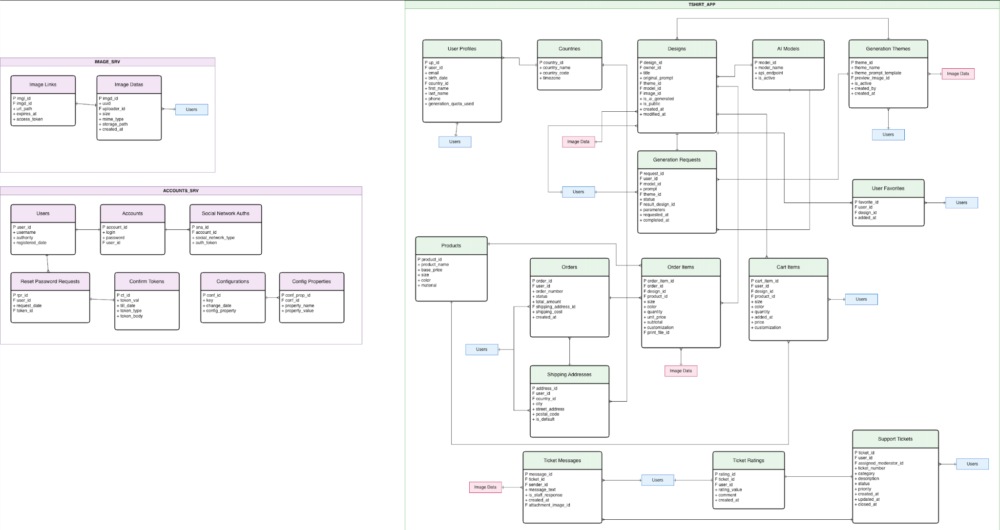 TSHIRT_APP
IMAGE_SRV
Image Links
P imgl_id
F imgd_id
+ url_path
+ expires_at
+ access_token
Image Datas
P imgd_id
+ uuid
F uploader_id
+ size
+ mime_type
+ storage_path
+ created_at
Users
ACCOUNTS_SRV
Users
P user_id
+ username
+ authority
+ registered_date
Accounts
P account_id
+ login
+ password
F user_id
Social Network Auths
P sna_id
F account_id
+ social_network_type
+ auth_token
Reset Password Requests
P rpr_id
F user_id
+ request_date
F token_id
Confirm Tokens
P ct_id
+ token_val
+ till_date
+ token_type
+ token_body
Configurations
P conf_id
+ key
+ change_date
+ config_property
Config Properties
P conf_prop_id
F conf_id
+ property_name
+ property_value
User Profiles
P up_id
F user_id
+ email
+ birth_date
F country_id
+ first_name
+ last_name
+ phone
+ generation_quota_used
Users
Countries
P country_id
+ country_name
+ country_code
+ timezone
Designs
P design_id
F owner_id
+ title
+ original_prompt
F theme_id
F model_id
F image_id
+ is_ai_generated
+ is_public
+ created_at
+ modified_at
AI Models
P model_id
+ model_name
+ api_endpoint
+ is_active
Generation Themes
P theme_id
+ theme_name
+ theme_prompt_template
F preview_image_id
+ is_active
+ created_by
+ created_at
Image Data
Users
Image Data
Users
Generation Requests
P request_id
F user_id
F model_id
+ prompt
F theme_id
+ status
F result_design_id
+ parameters
+ requested_at
+ completed_at
User Favorites
P favorite_id
F user_id
F design_id
+ added_at
Users
Products
P product_id
+ product_name
+ base_price
+ size
+ color
+ material
Orders
P order_id
F user_id
+ order_number
+ status
+ total_amount
F shipping_address_id
+ shipping_cost
+ created_at
Order Items
P order_item_id
F order_id
F design_id
F product_id
+ size
+ color
+ quantity
+ unit_price
+ subtotal
+ customization
F print_file_id
Cart Items
P cart_item_id
F user_id
F design_id
F product_id
+ size
+ color
+ quantity
+ added_at
+ price
+ customization
Users
Users
Image Data
Shipping Addresses
P address_id
F user_id
F country_id
+ city
+ street_address
+ postal_code
+ is_default
Ticket Messages
P message_id
F ticket_id
F sender_id
+ message_text
+ is_staff_response
+ created_at
F attachment_image_id
Image Data
Users
Ticket Ratings
P rating_id
F ticket_id
F user_id
+ rating_value
+ comment
+ created_at
Support Tickets
P ticket_id
F user_id
F assigned_moderator_id
+ ticket_number
+ category
+ description
+ status
+ priority
+ created_at
+ updated_at
+ closed_at
Users